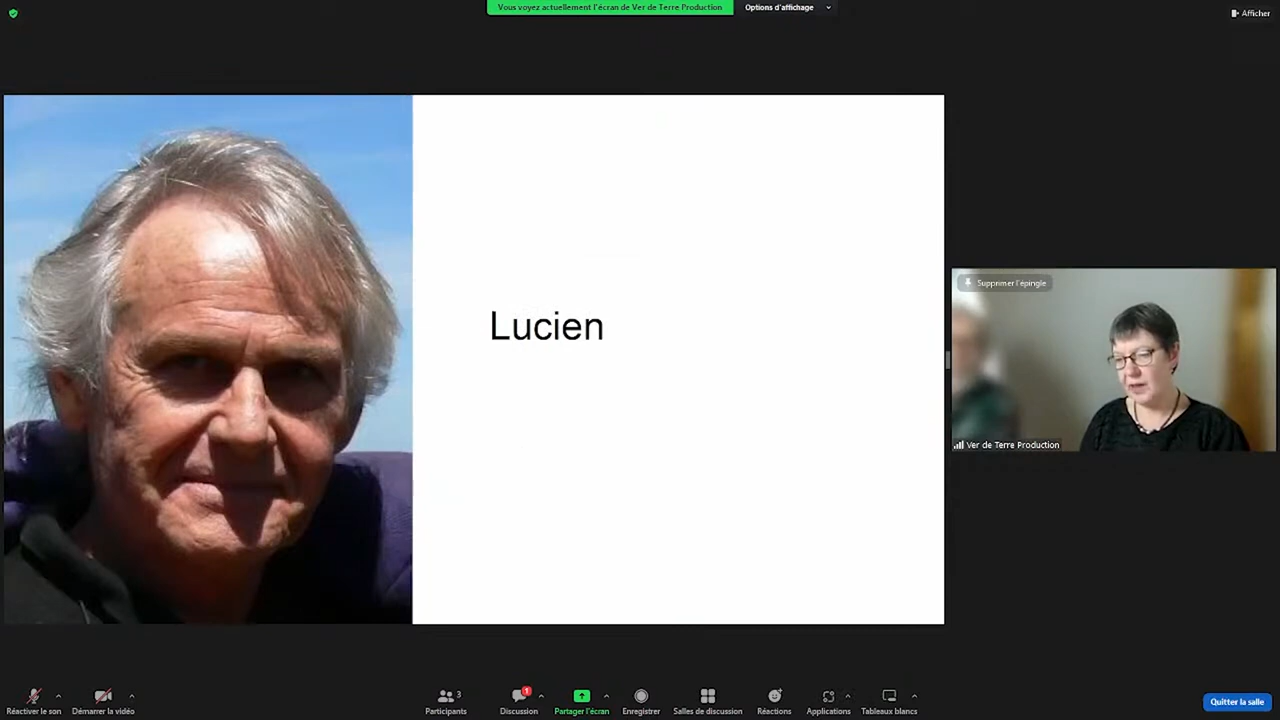 Vous voyez actuellement l'écran de Ver de Terre Production
Options d'affichage
Afficher
Lucien
Supprimer l'épingle
Ver de Terre Production
Réactiver le son
Démarrer la vidéo
Participants
3
Discussion
1
Partager l'écran
Enregistrer
Salles de discussion
Réactions
Applications
Tableaux blancs
Quitter la salle